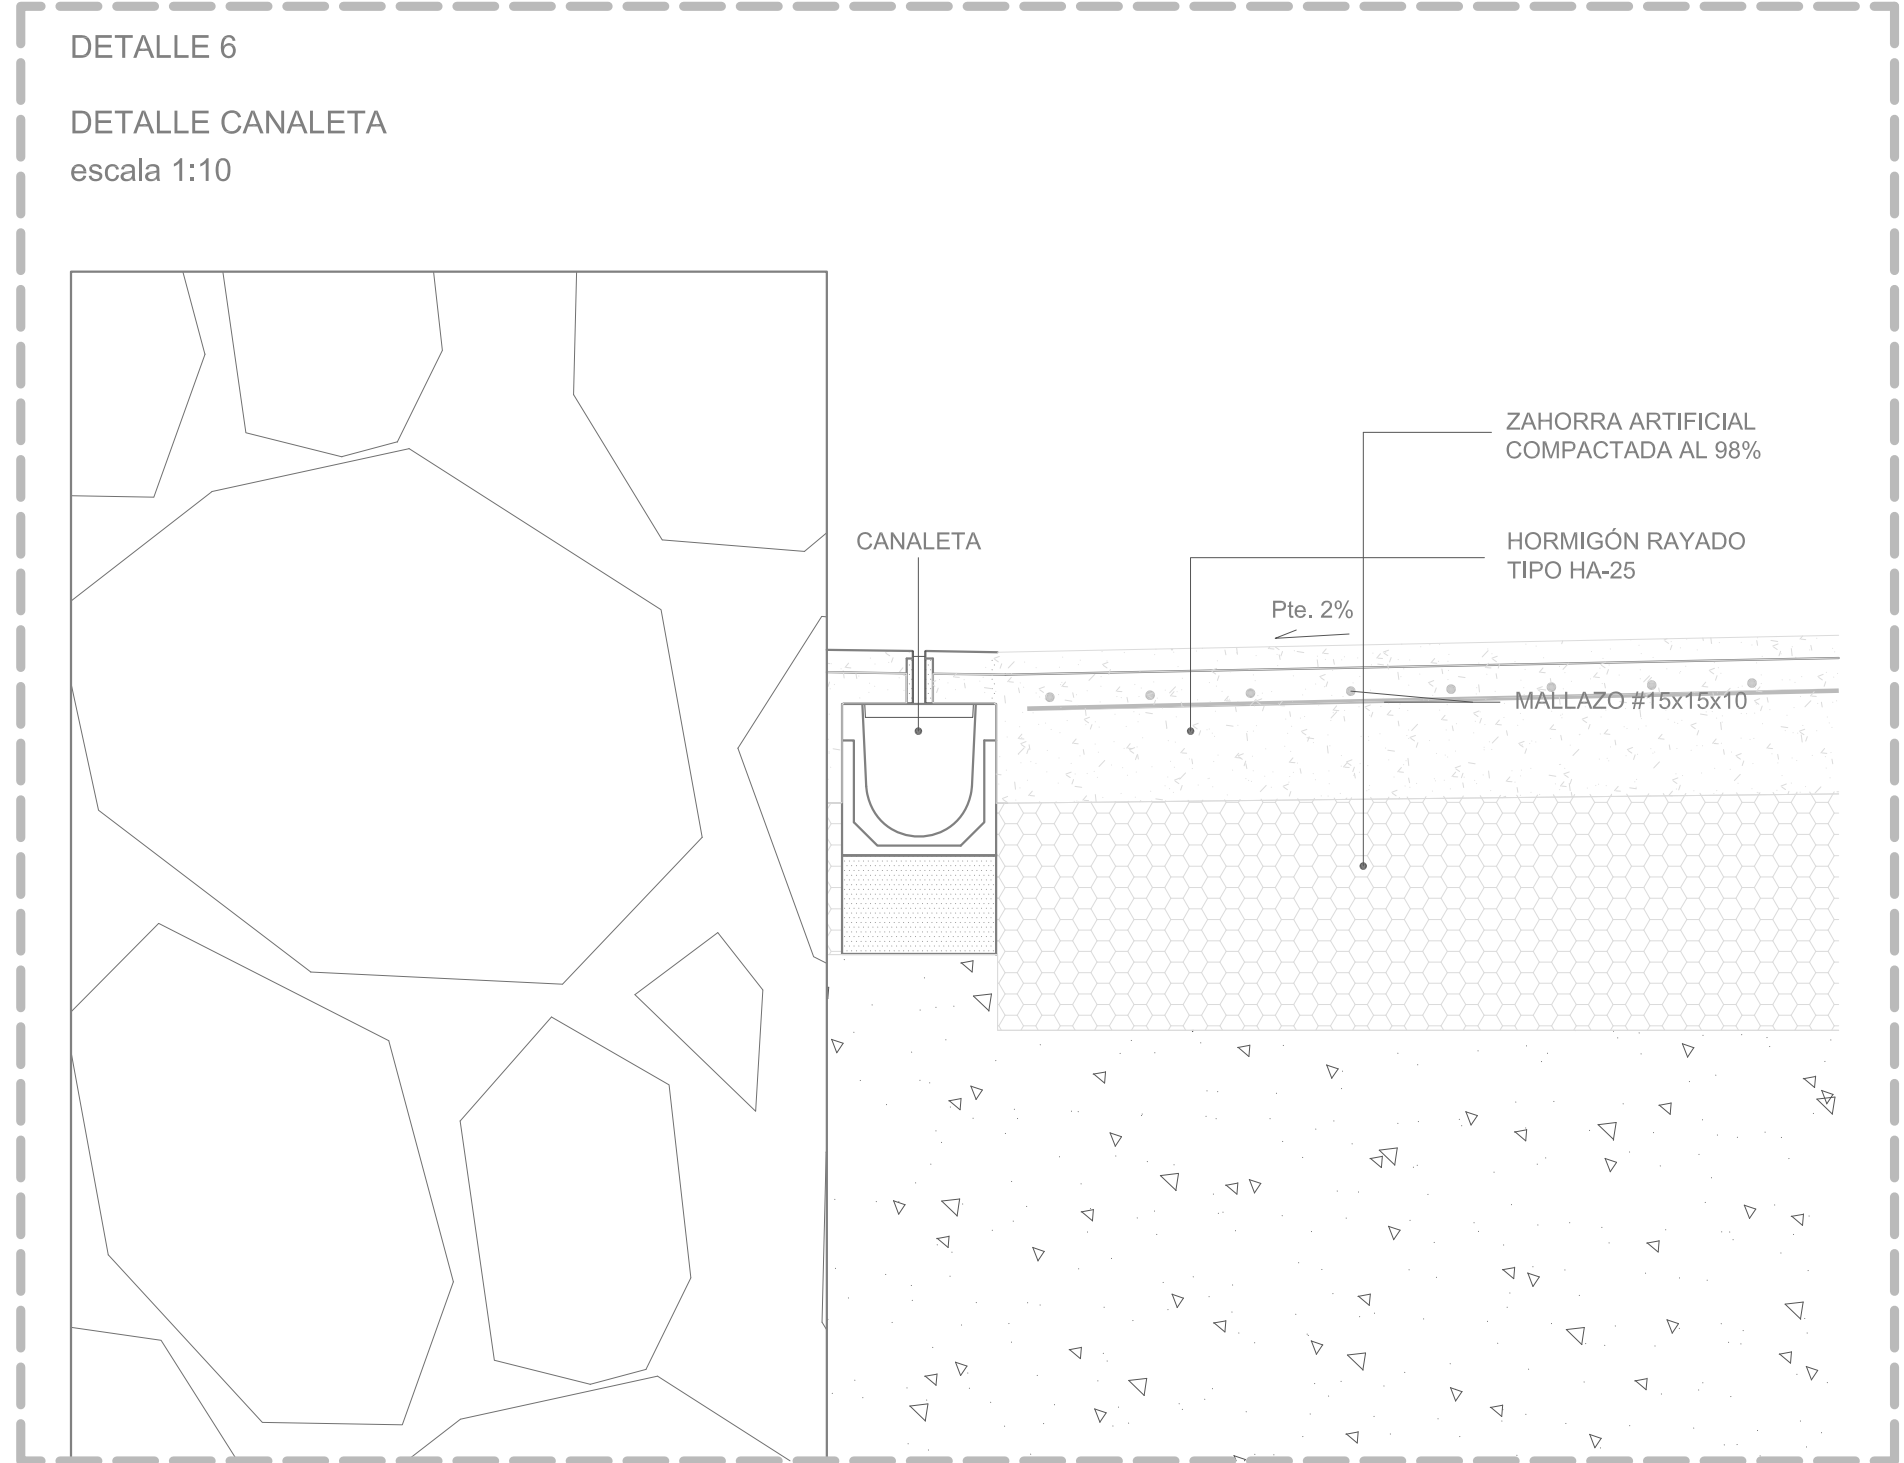 DETALLE 6
DETALLE CANALETA
escala 1:10
ZAHORRA ARTIFICIAL
COMPACTADA AL 98%
CANALETA
HORMIGÓN RAYADO
TIPO HA-25
Pte. 2%
MALLAZO #15x15x10